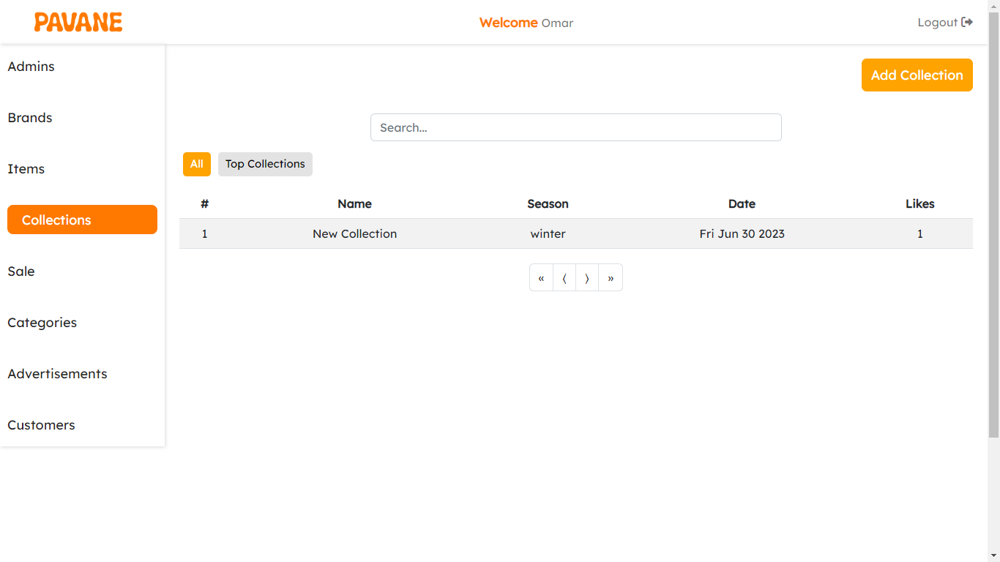 PAVANE
Welcome Omar
Logout
Admins
Brands
Items
Collections
Sale
Categories
Advertisements
Customers
Add Collection
Search...
All Top Collections
# Name Season Date Likes
1 New Collection winter Fri Jun 30 2023 1
« ⟨ ⟩ »